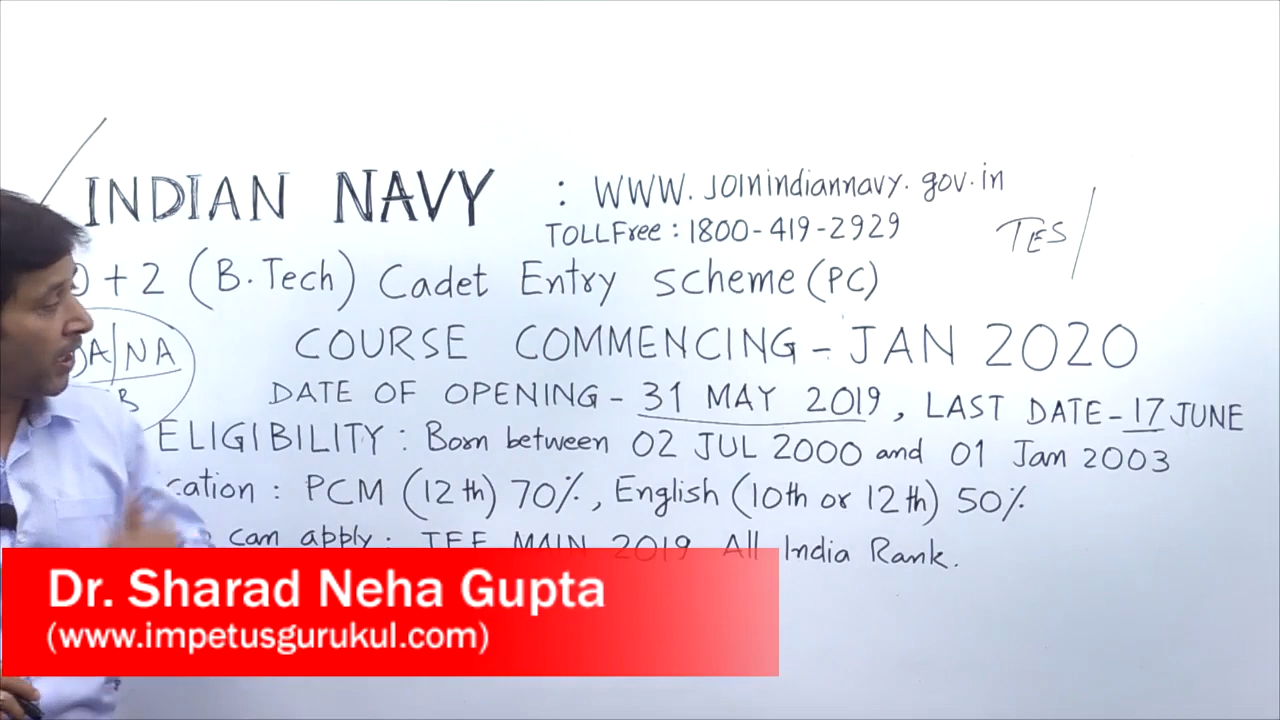 INDIAN NAVY : WWW.JOINindiannavy.gov.in
TOLLFree : 1800-419-2929
TES/
+ 2 (B.Tech) Cadet Entry Scheme (PC)
A/NA
B
COURSE COMMENCING - JAN 2020
DATE OF OPENING - 31 MAY 2019, LAST DATE - 17 JUNE
ELIGIBILITY : Born between 02 JUL 2000 and 01 Jan 2003
cation : PCM (12th) 70%, English (10th or 12th) 50%
can apply : JEE MAIN 2019 All India Rank.
Dr. Sharad Neha Gupta
(www.impetusgurukul.com)